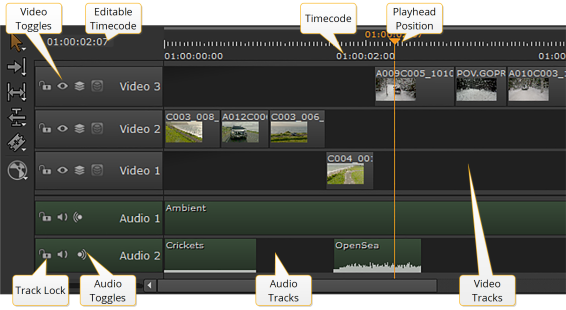 Video Toggles
Editable Timecode
Timecode
Playhead Position
01:00:02:07
01:00:00:00
01:00:02:00
01:00:0
A009C005_1010
POV.GOPR
A010C003_1
Video 3
C003_008_
A012C00
C003_006_
Video 2
C004_00
Video 1
Ambient
Audio 1
Crickets
OpenSea
Audio 2
Track Lock
Audio Toggles
Audio Tracks
Video Tracks